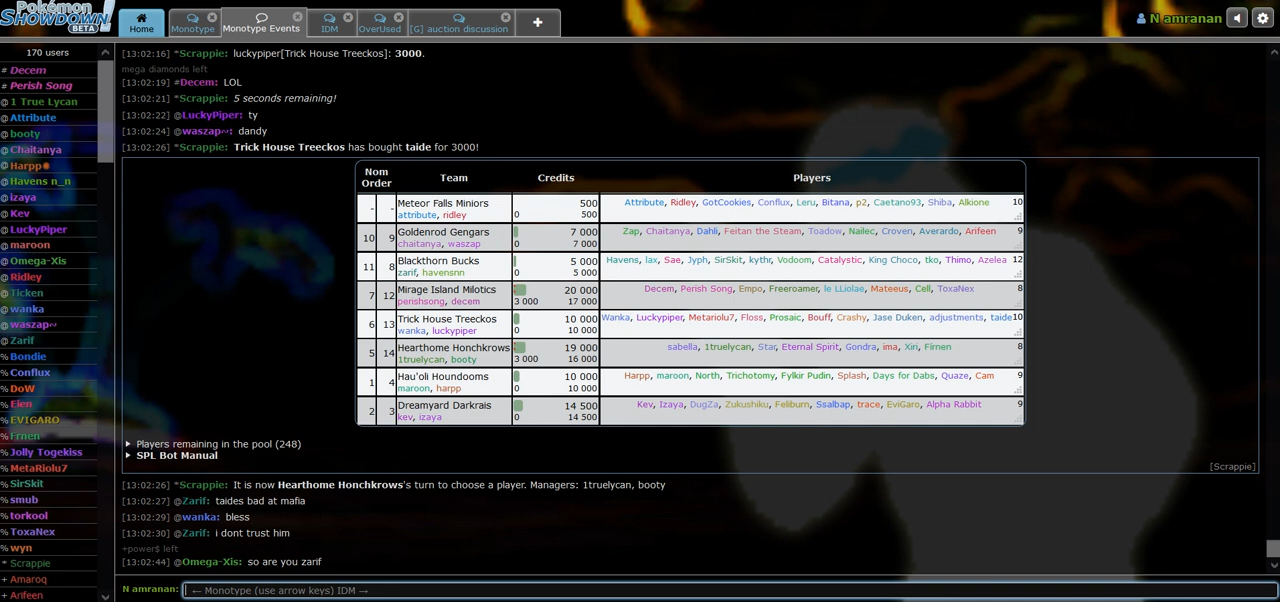 Pokémon
SHOWDOWN!
BETA
Home
Monotype
Monotype Events
IDM
OverUsed
[G] auction discussion
+
N amranan
170 users
# Decem
# Perish Song
@ 1 True Lycan
@ Attribute
@ booty
@ Chaitanya
@ Harpp✺
@ Havens n_n
@ izaya
@ Kev
@ LuckyPiper
@ maroon
@ Omega-Xis
@ Ridley
@ Ticken
@ wanka
@ waszap~
@ Zarif
% Bondie
% Conflux
% DoW
% Elen
% EVIGARO
% Frnen
% Jolly Togekiss
% MetaRiolu7
% SirSkit
% smub
% torkool
% ToxaNex
% wyn
* Scrappie
+ Amaroq
+ Arifeen
[13:02:16] *Scrappie: luckypiper[Trick House Treeckos]: 3000.
mega diamonds left
[13:02:19] #Decem: LOL
[13:02:21] *Scrappie: 5 seconds remaining!
[13:02:22] @LuckyPiper: ty
[13:02:24] @waszap~: dandy
[13:02:26] *Scrappie: Trick House Treeckos has bought taide for 3000!
Nom Order Team Credits Players
- - Meteor Falls Miniors 500 Attribute, Ridley, GotCookies, Conflux, Leru, Bitana, p2, Caetano93, Shiba, Alkione 10
attribute, ridley 0 500
10 9 Goldenrod Gengars 7 000 Zap, Chaitanya, Dahli, Feitan the Steam, Toadow, Nailec, Croven, Averardo, Arifeen 9
chaitanya, waszap 0 7 000
11 8 Blackthorn Bucks 5 000 Havens, lax, Sae, Jyph, SirSkit, kythr, Vodoom, Catalystic, King Choco, tko, Thimo, Azelea 12
zarif, havensnn 0 5 000
7 12 Mirage Island Milotics 20 000 Decem, Perish Song, Empo, Freeroamer, le LLiolae, Mateeus, Cell, ToxaNex 8
perishsong, decem 3 000 17 000
6 13 Trick House Treeckos 10 000 Wanka, Luckypiper, Metariolu7, Floss, Prosaic, Bouff, Crashy, Jase Duken, adjustments, taide 10
wanka, luckypiper 0 10 000
5 14 Hearthome Honchkrows 19 000 sabella, 1truelycan, Star, Eternal Spirit, Gondra, ima, Xiri, Firnen 8
1truelycan, booty 3 000 16 000
1 4 Hau'oli Houndooms 10 000 Harpp, maroon, North, Trichotomy, Fylkir Pudin, Splash, Days for Dabs, Quaze, Cam 9
maroon, harpp 0 10 000
2 3 Dreamyard Darkrais 14 500 Kev, Izaya, DugZa, Zukushiku, Feliburn, Ssalbap, trace, EviGaro, Alpha Rabbit 9
kev, izaya 0 14 500
Players remaining in the pool (248)
SPL Bot Manual
[Scrappie]
[13:02:26] *Scrappie: It is now Hearthome Honchkrows's turn to choose a player. Managers: 1truelycan, booty
[13:02:27] @Zarif: taides bad at mafia
[13:02:29] @wanka: bless
[13:02:30] @Zarif: i dont trust him
+power$ left
[13:02:44] @Omega-Xis: so are you zarif
N amranan: ← Monotype (use arrow keys) IDM →